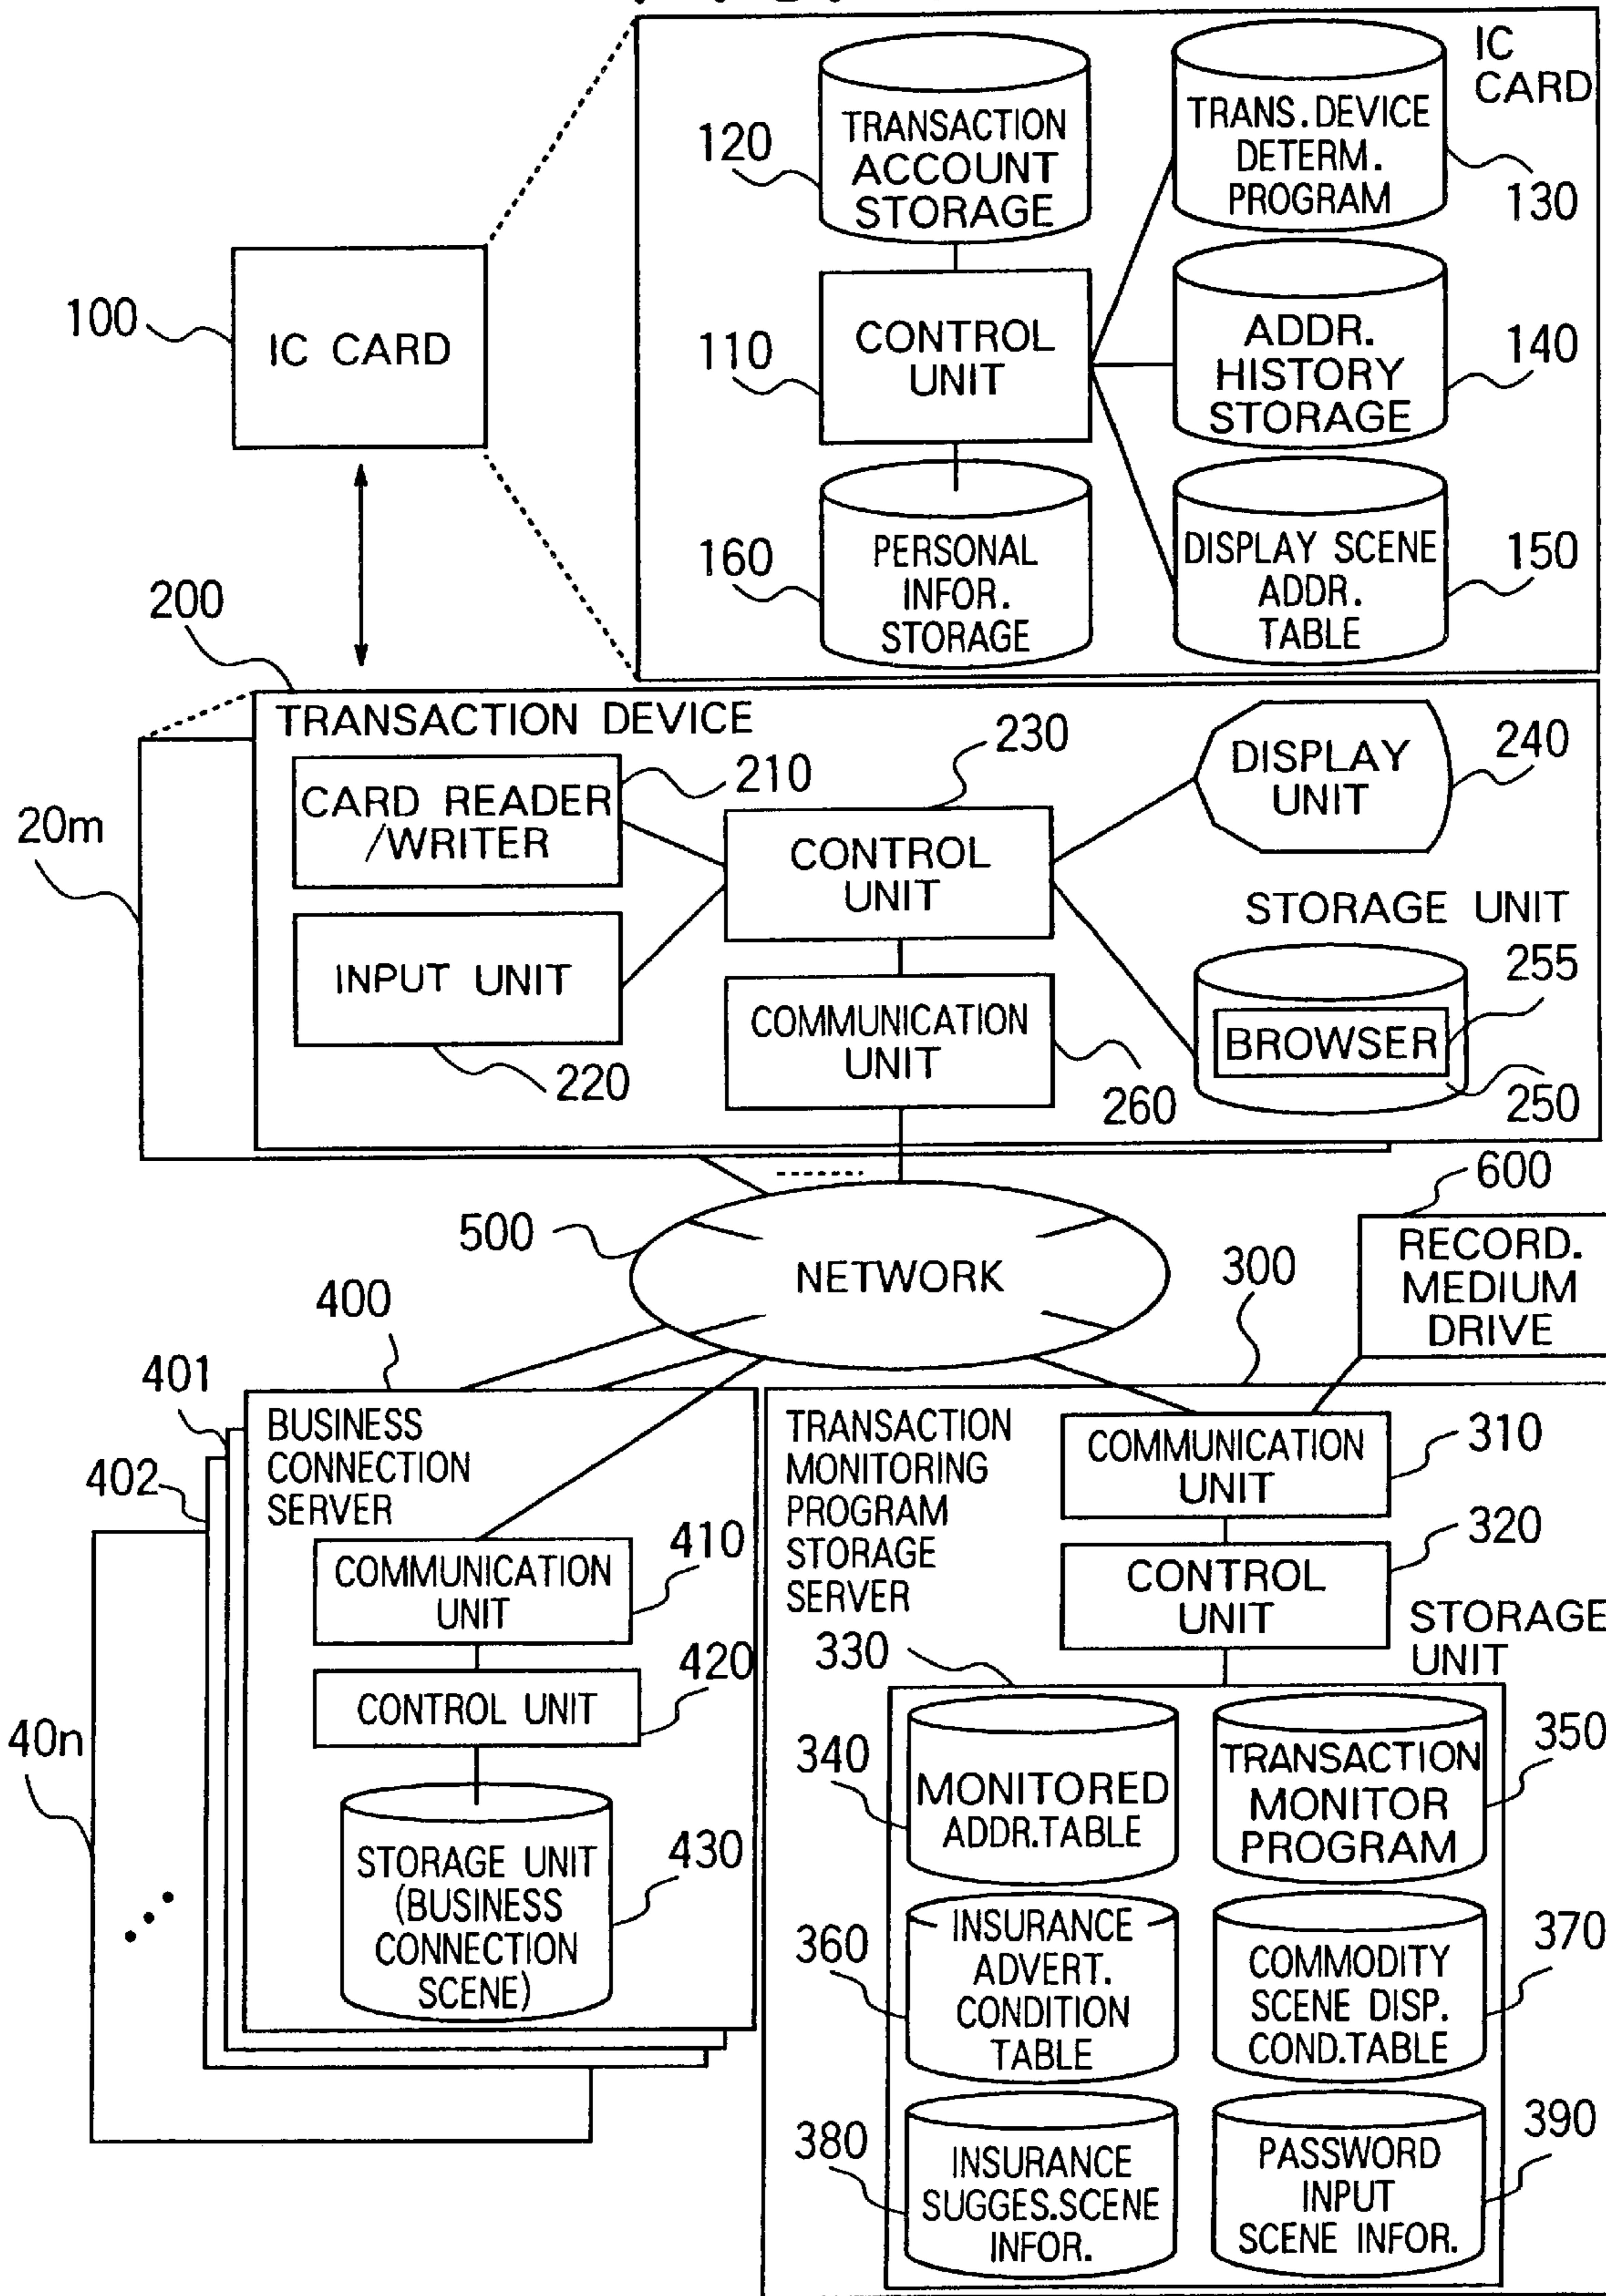 IC
CARD
120
TRANSACTION
ACCOUNT
STORAGE
TRANS.DEVICE
DETERM.
PROGRAM
130
100
IC CARD
110
CONTROL
UNIT
ADDR.
HISTORY
STORAGE
140
160
PERSONAL
INFOR.
STORAGE
DISPLAY SCENE
ADDR.
TABLE
150
200
TRANSACTION DEVICE
20m
CARD READER
/WRITER
210
230
CONTROL
UNIT
DISPLAY
UNIT
240
INPUT UNIT
220
COMMUNICATION
UNIT
260
STORAGE UNIT
255
BROWSER
250
500
NETWORK
600
RECORD.
MEDIUM
DRIVE
300
400
401
402
40n
BUSINESS
CONNECTION
SERVER
COMMUNICATION
UNIT
410
CONTROL UNIT
420
STORAGE UNIT
(BUSINESS
CONNECTION
SCENE)
430
TRANSACTION
MONITORING
PROGRAM
STORAGE
SERVER
COMMUNICATION
UNIT
310
CONTROL
UNIT
320
STORAGE
UNIT
330
340
MONITORED
ADDR.TABLE
TRANSACTION
MONITOR
PROGRAM
350
360
INSURANCE
ADVERT.
CONDITION
TABLE
COMMODITY
SCENE DISP.
COND.TABLE
370
380
INSURANCE
SUGGES.SCENE
INFOR.
PASSWORD
INPUT
SCENE INFOR.
390